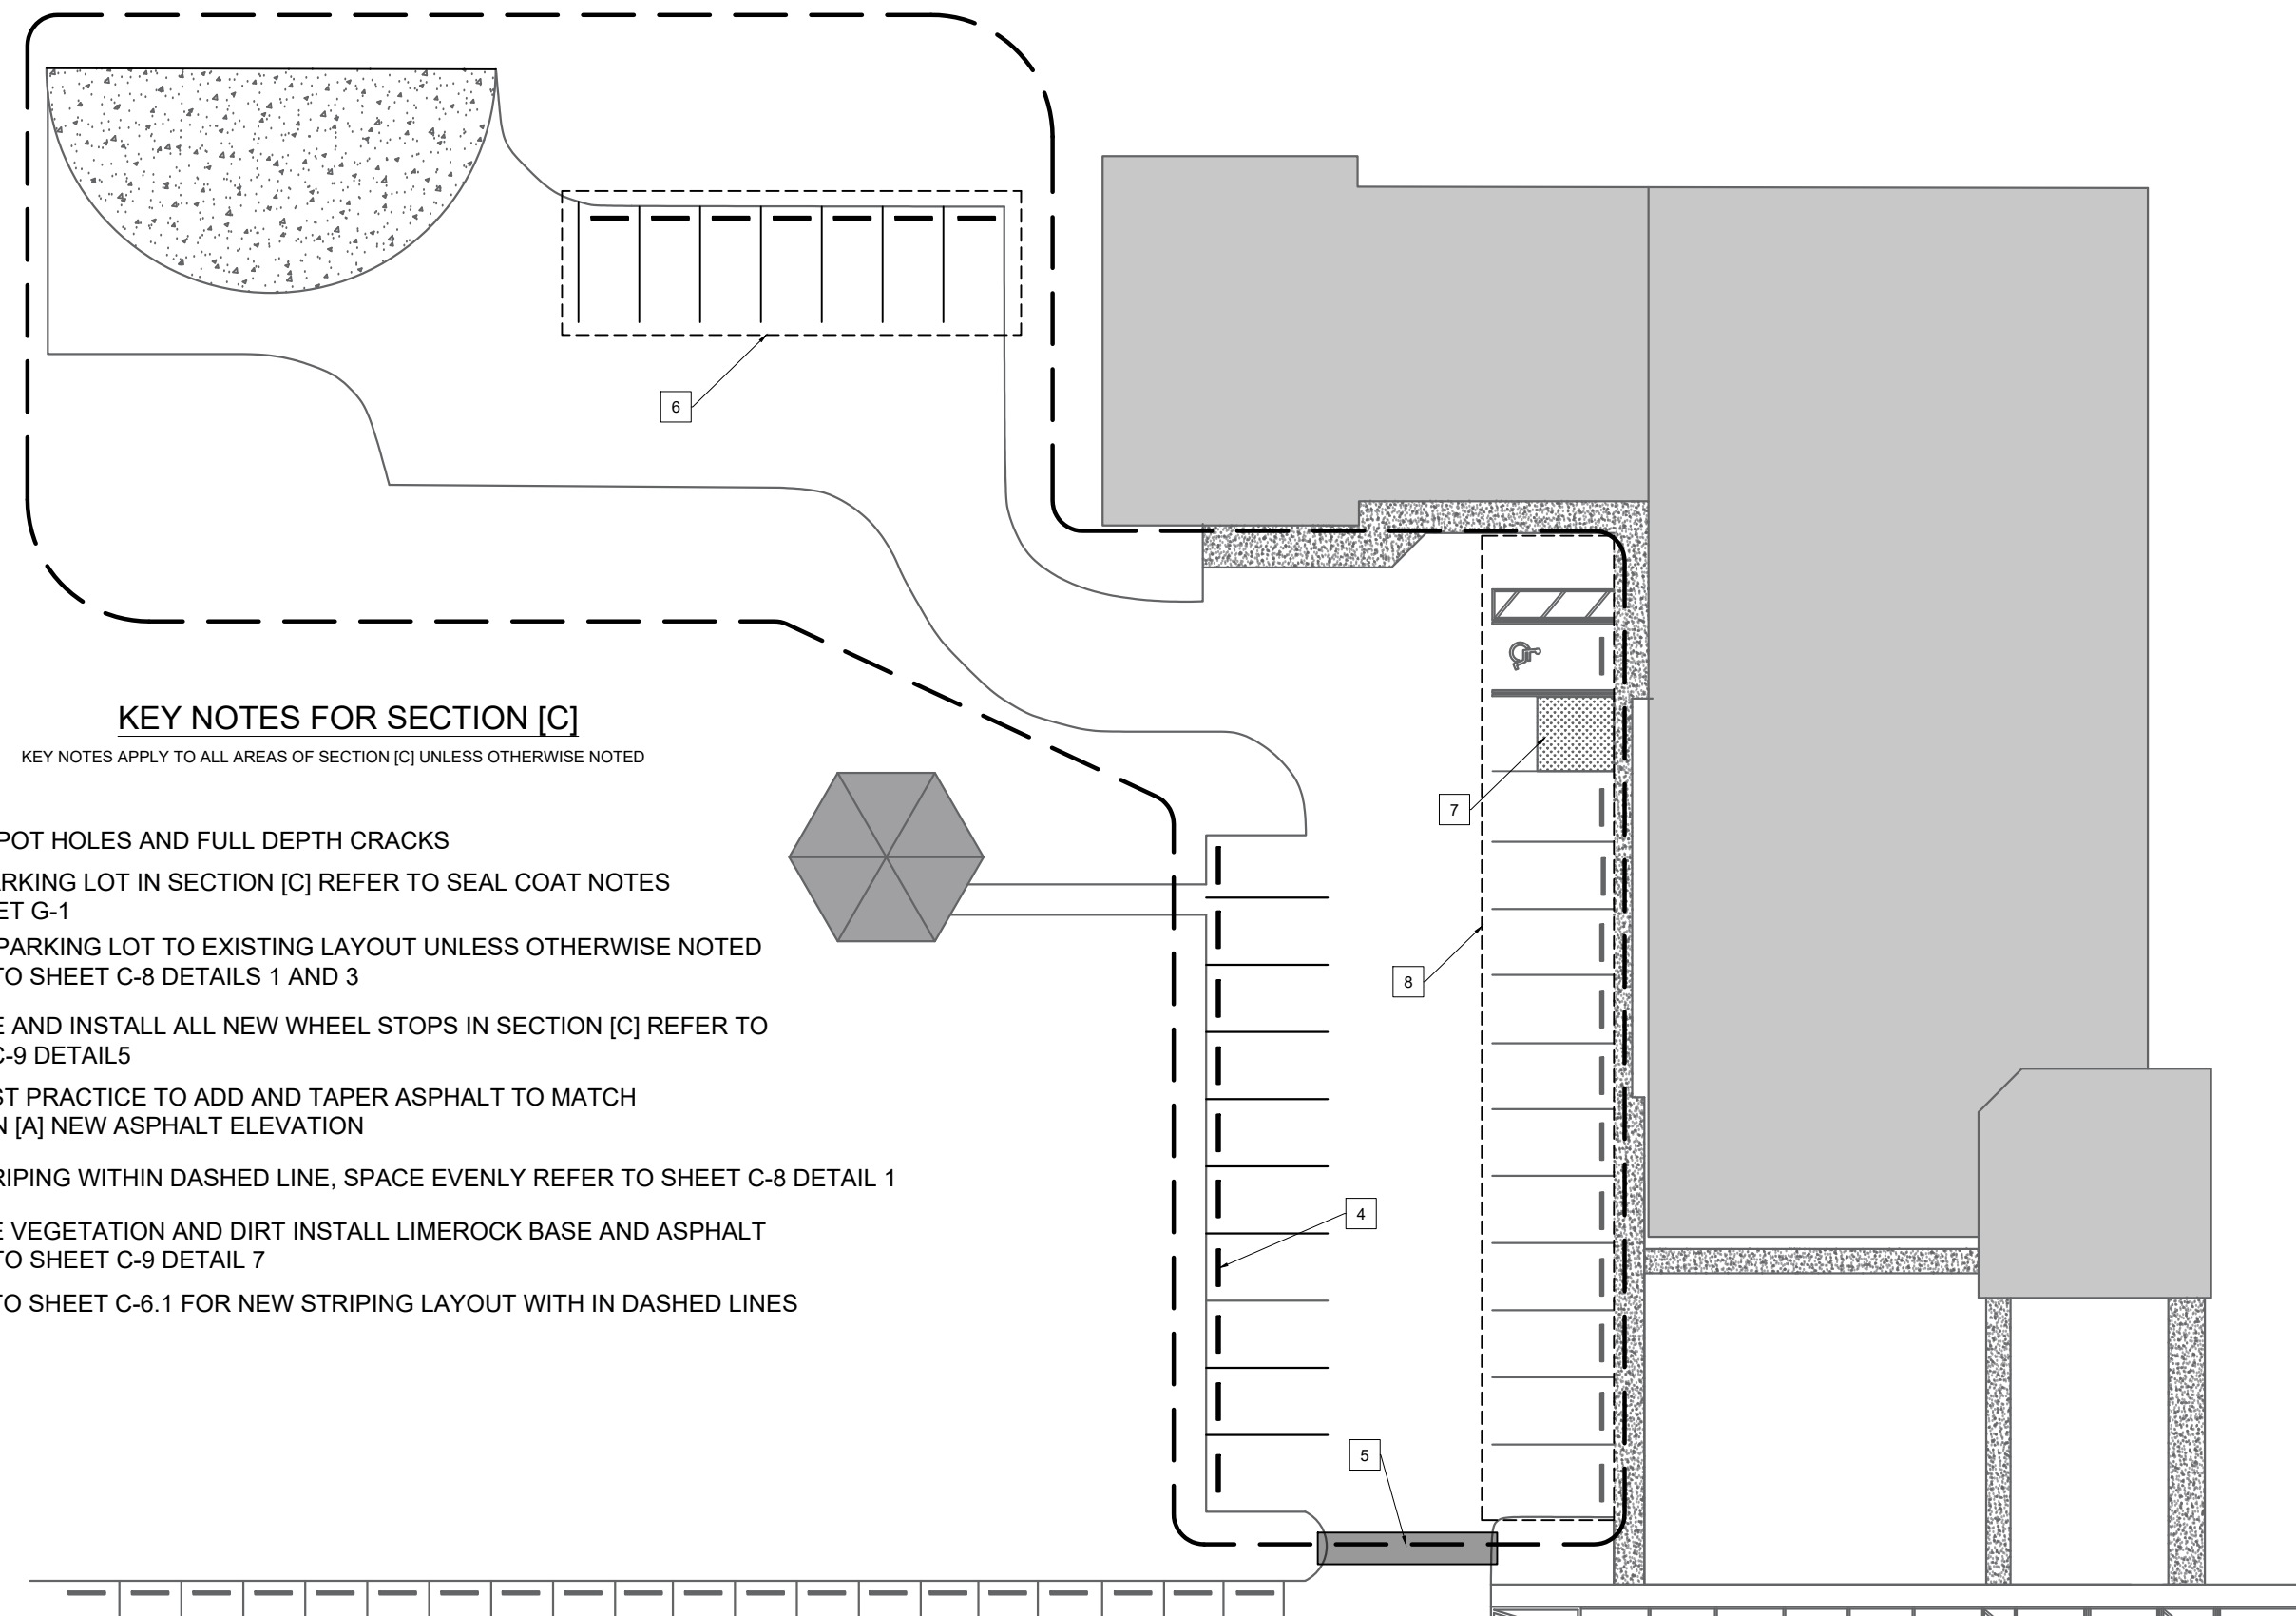 6
KEY NOTES FOR SECTION [C]
KEY NOTES APPLY TO ALL AREAS OF SECTION [C] UNLESS OTHERWISE NOTED
POT HOLES AND FULL DEPTH CRACKS
RKING LOT IN SECTION [C] REFER TO SEAL COAT NOTES
ET G-1
PARKING LOT TO EXISTING LAYOUT UNLESS OTHERWISE NOTED
TO SHEET C-8 DETAILS 1 AND 3
E AND INSTALL ALL NEW WHEEL STOPS IN SECTION [C] REFER TO
C-9 DETAIL5
ST PRACTICE TO ADD AND TAPER ASPHALT TO MATCH
N [A] NEW ASPHALT ELEVATION
RIPING WITHIN DASHED LINE, SPACE EVENLY REFER TO SHEET C-8 DETAIL 1
E VEGETATION AND DIRT INSTALL LIMEROCK BASE AND ASPHALT
TO SHEET C-9 DETAIL 7
TO SHEET C-6.1 FOR NEW STRIPING LAYOUT WITH IN DASHED LINES
7
8
4
5